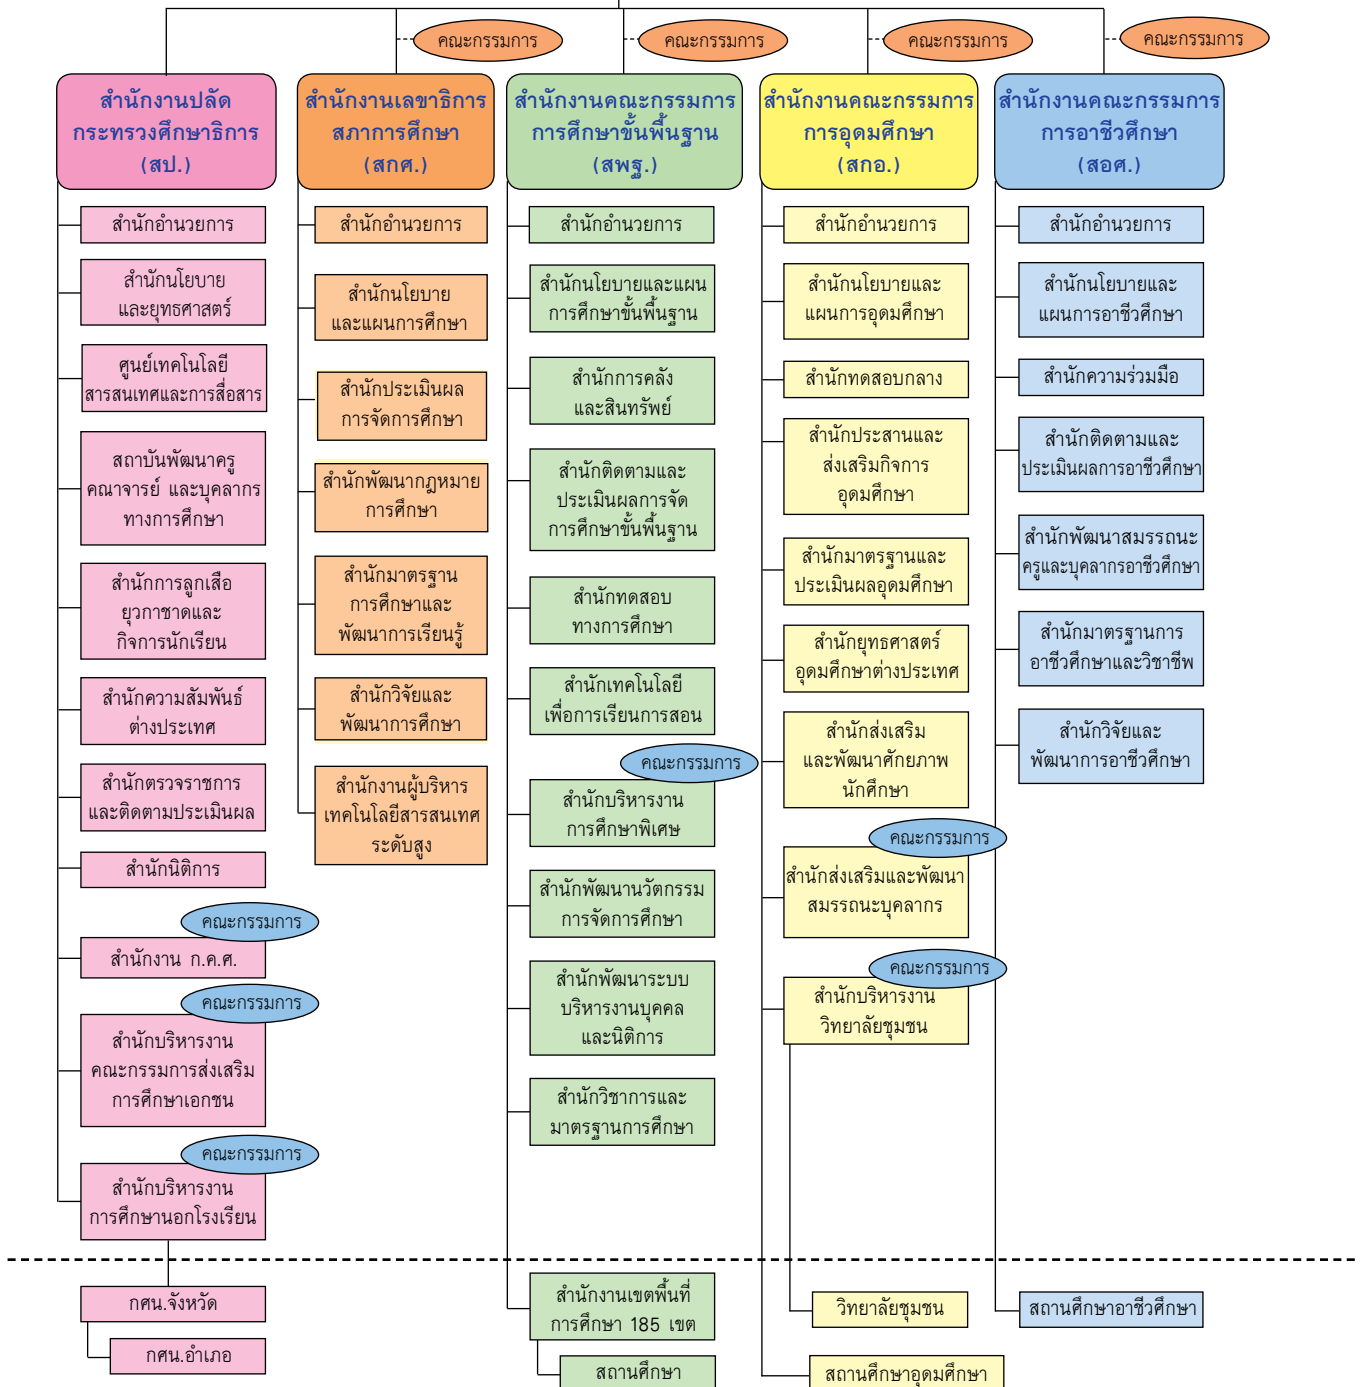 คณะกรรมการ
คณะกรรมการ
คณะกรรมการ
คณะกรรมการ
สำนักงานปลัด
กระทรวงศึกษาธิการ
(สป.)
สำนักอำนวยการ
สำนักนโยบาย
และยุทธศาสตร์
ศูนย์เทคโนโลยี
สารสนเทศและการสื่อสาร
สถาบันพัฒนาครู
คณาจารย์ และบุคลากร
ทางการศึกษา
สำนักการลูกเสือ
ยุวกาชาดและ
กิจการนักเรียน
สำนักความสัมพันธ์
ต่างประเทศ
สำนักตรวจราชการ
และติดตามประเมินผล
สำนักนิติการ
คณะกรรมการ
สำนักงาน ก.ค.ศ.
คณะกรรมการ
สำนักบริหารงาน
คณะกรรมการส่งเสริม
การศึกษาเอกชน
คณะกรรมการ
สำนักบริหารงาน
การศึกษานอกโรงเรียน
กศน.จังหวัด
กศน.อำเภอ
สำนักงานเลขาธิการ
สภาการศึกษา
(สกศ.)
สำนักอำนวยการ
สำนักนโยบาย
และแผนการศึกษา
สำนักประเมินผล
การจัดการศึกษา
สำนักพัฒนากฎหมาย
การศึกษา
สำนักมาตรฐาน
การศึกษาและ
พัฒนาการเรียนรู้
สำนักวิจัยและ
พัฒนาการศึกษา
สำนักงานผู้บริหาร
เทคโนโลยีสารสนเทศ
ระดับสูง
สำนักงานคณะกรรมการ
การศึกษาขั้นพื้นฐาน
(สพฐ.)
สำนักอำนวยการ
สำนักนโยบายและแผน
การศึกษาขั้นพื้นฐาน
สำนักการคลัง
และสินทรัพย์
สำนักติดตามและ
ประเมินผลการจัด
การศึกษาขั้นพื้นฐาน
สำนักทดสอบ
ทางการศึกษา
สำนักเทคโนโลยี
เพื่อการเรียนการสอน
คณะกรรมการ
สำนักบริหารงาน
การศึกษาพิเศษ
สำนักพัฒนานวัตกรรม
การจัดการศึกษา
สำนักพัฒนาระบบ
บริหารงานบุคคล
และนิติการ
สำนักวิชาการและ
มาตรฐานการศึกษา
สำนักงานเขตพื้นที่
การศึกษา 185 เขต
สถานศึกษา
สำนักงานคณะกรรมการ
การอุดมศึกษา
(สกอ.)
สำนักอำนวยการ
สำนักนโยบายและ
แผนการอุดมศึกษา
สำนักทดสอบกลาง
สำนักประสานและ
ส่งเสริมกิจการ
อุดมศึกษา
สำนักมาตรฐานและ
ประเมินผลอุดมศึกษา
สำนักยุทธศาสตร์
อุดมศึกษาต่างประเทศ
สำนักส่งเสริม
และพัฒนาศักยภาพ
นักศึกษา
คณะกรรมการ
สำนักส่งเสริมและพัฒนา
สมรรถนะบุคลากร
คณะกรรมการ
สำนักบริหารงาน
วิทยาลัยชุมชน
วิทยาลัยชุมชน
สถานศึกษาอุดมศึกษา
สำนักงานคณะกรรมการ
การอาชีวศึกษา
(สอศ.)
สำนักอำนวยการ
สำนักนโยบายและ
แผนการอาชีวศึกษา
สำนักความร่วมมือ
สำนักติดตามและ
ประเมินผลการอาชีวศึกษา
สำนักพัฒนาสมรรถนะ
ครูและบุคลากรอาชีวศึกษา
สำนักมาตรฐานการ
อาชีวศึกษาและวิชาชีพ
สำนักวิจัยและ
พัฒนาการอาชีวศึกษา
สถานศึกษาอาชีวศึกษา